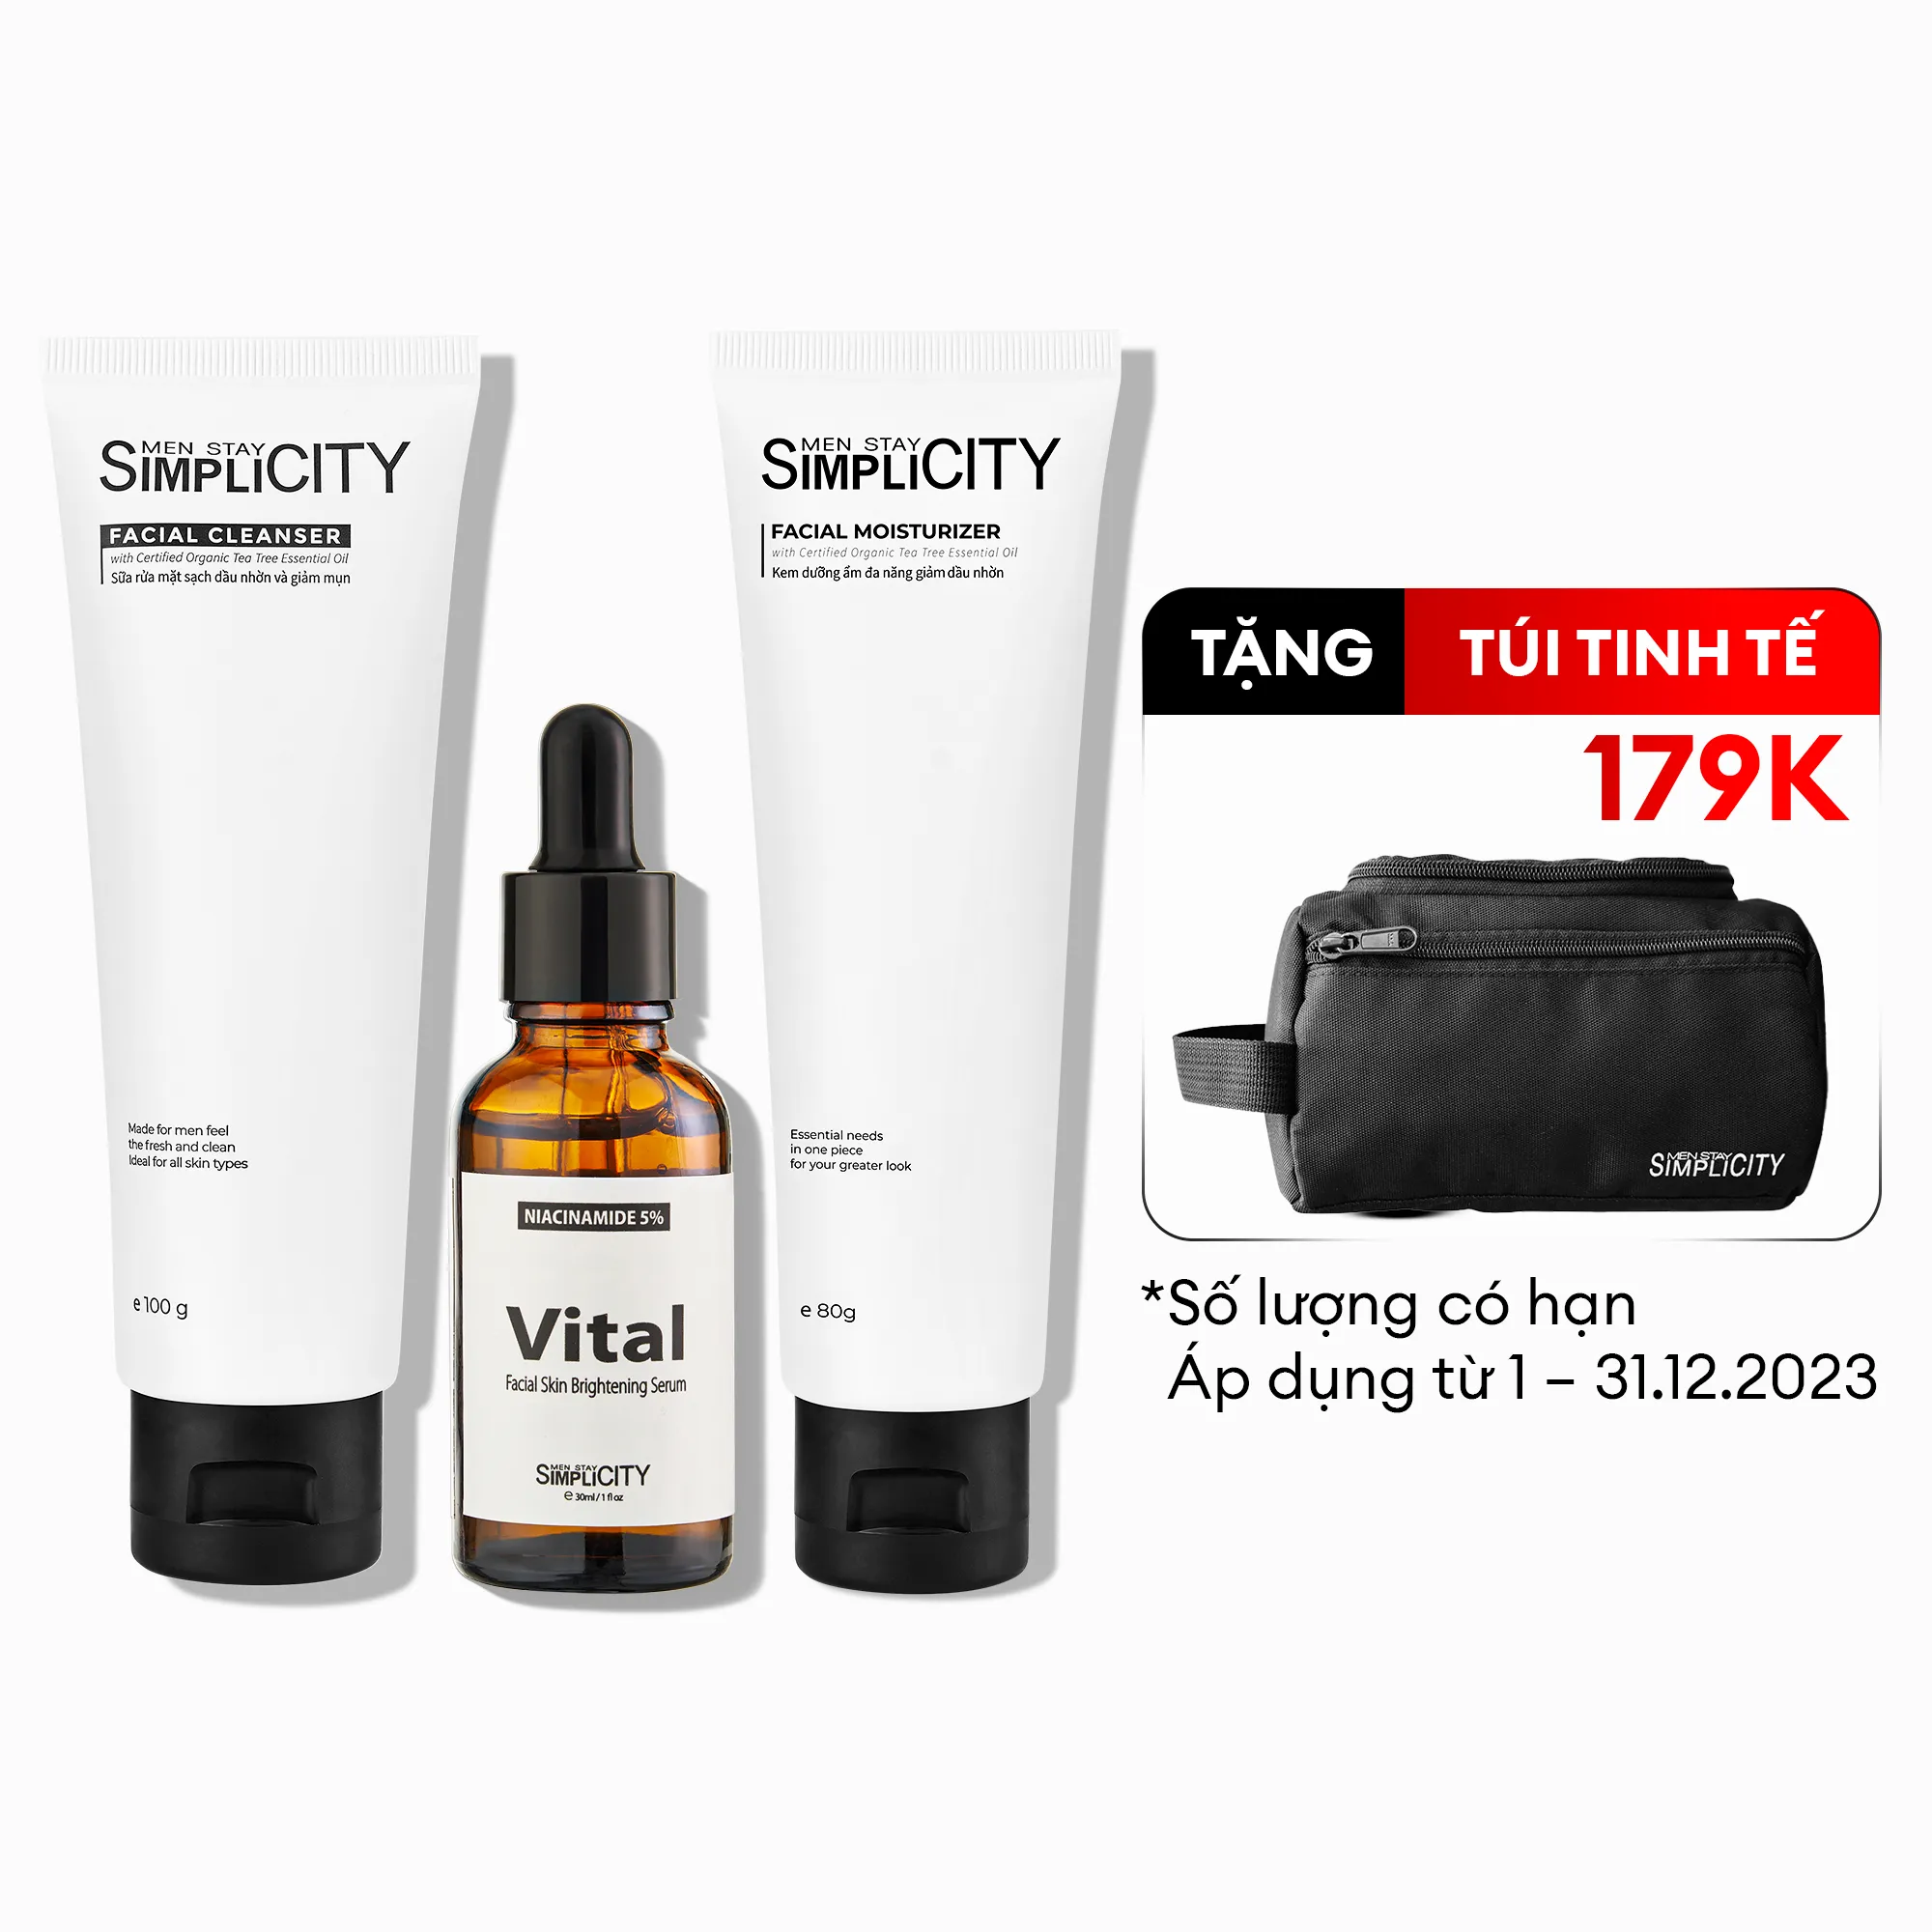 MEN STAY
SIMPLICITY
FACIAL CLEANSER
with Certified Organic Tea Tree Essential Oil
Sữa rửa mặt sạch dầu nhờn và giảm mụn
Made for men feel
the fresh and clean
Ideal for all skin types
e 100 g
NIACINAMIDE 5%
Vital
Facial Skin Brightening Serum
MEN STAY
SIMPLICITY
e 30ml / 1 fl oz
MEN STAY
SIMPLICITY
FACIAL MOISTURIZER
with Certified Organic Tea Tree Essential Oil
Kem dưỡng ẩm đa năng giảm dầu nhờn
Essential needs
in one piece
for your greater look
e 80g
TẶNG TÚI TINH TẾ
179K
MEN STAY
SIMPLICITY
*Số lượng có hạn
Áp dụng từ 1 – 31.12.2023